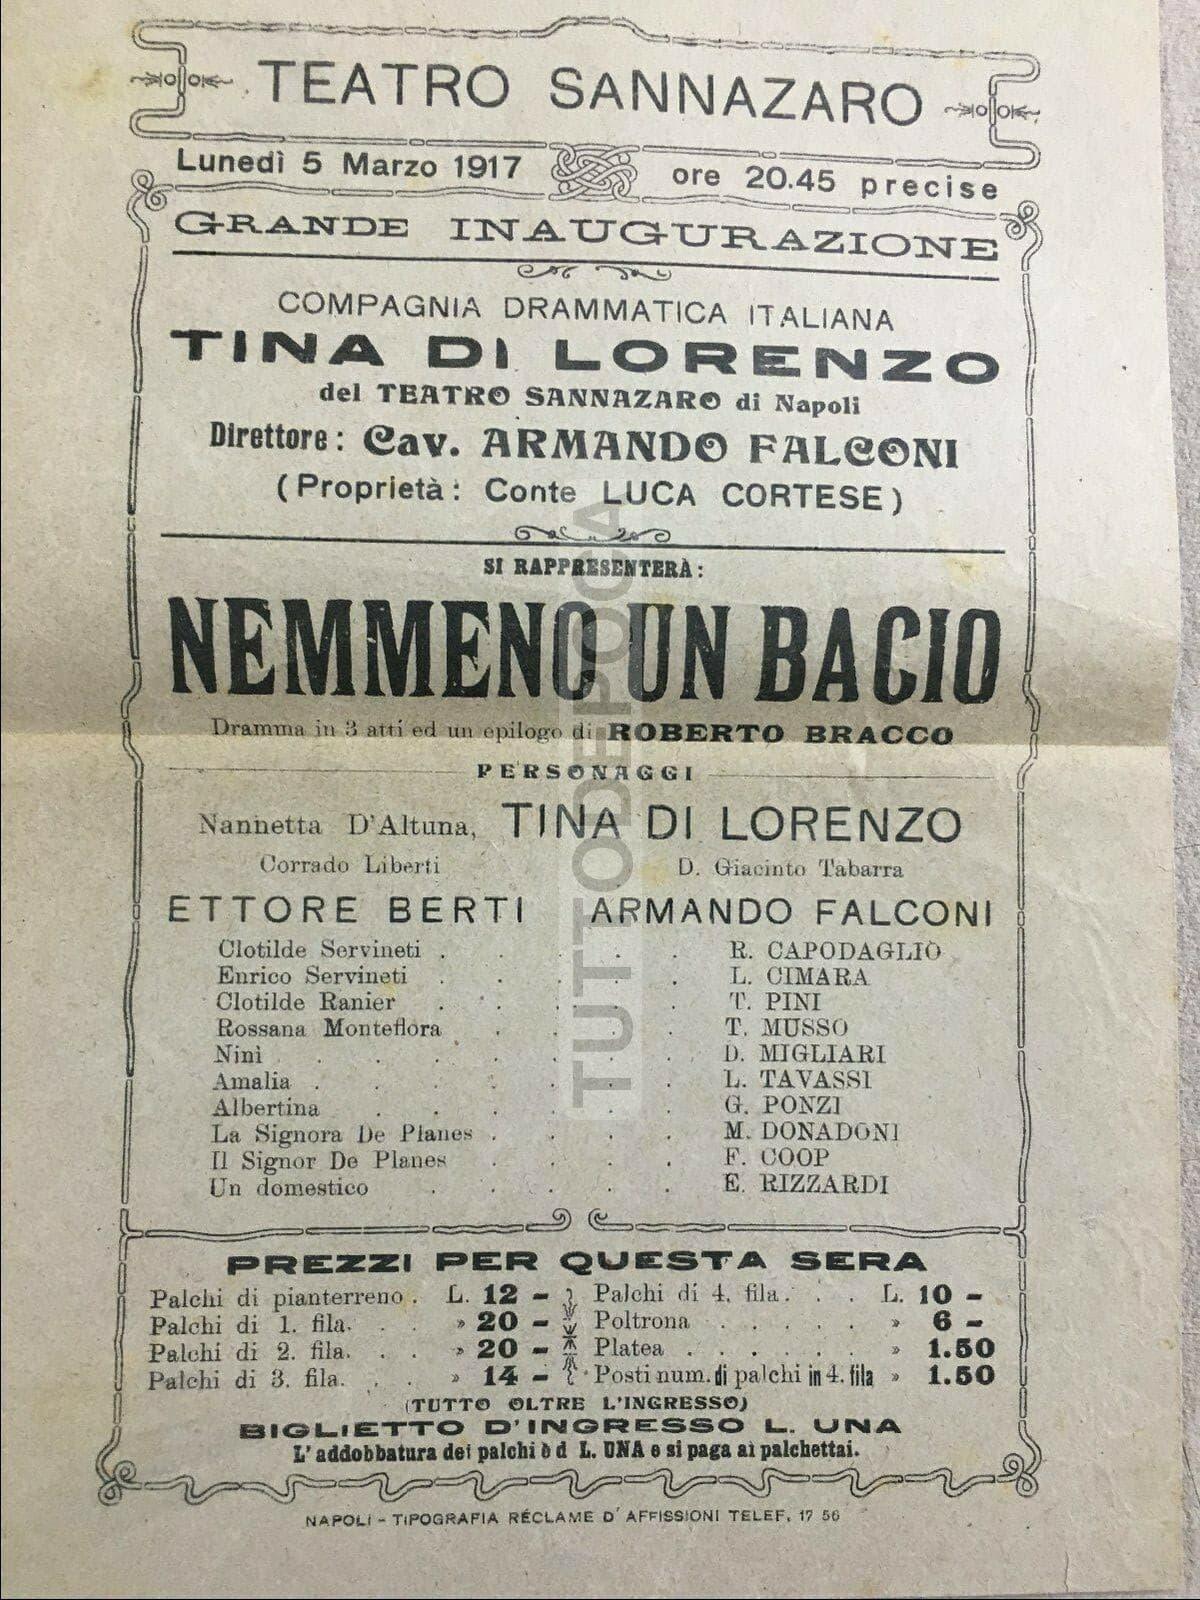 TEATRO SANNAZARO
Lunedì 5 Marzo 1917 ore 20.45 precise
GRANDE INAUGURAZIONE
COMPAGNIA DRAMMATICA ITALIANA
TINA DI LORENZO
del TEATRO SANNAZARO di Napoli
Direttore: Cav. ARMANDO FALCONI
(Proprietà: Conte LUCA CORTESE)
SI RAPPRESENTERÀ:
NEMMENO UN BACIO
Dramma in 3 atti ed un epilogo di ROBERTO BRACCO
PERSONAGGI
Nannetta D'Altuna, TINA DI LORENZO
Corrado Liberti D. Giacinto Tabarra
ETTORE BERTI ARMANDO FALCONI
Clotilde Servineti . . . . . R. CAPODAGLIO
Enrico Servineti . . . . . L. CIMARA
Clotilde Ranier . . . . . T. PINI
Rossana Monteflora . . . . T. MUSSO
Ninì . . . . . . . D. MIGLIARI
Amalia . . . . . . . L. TAVASSI
Albertina . . . . . . G. PONZI
La Signora De Planes . . . . M. DONADONI
Il Signor De Planes . . . . F. COOP
Un domestico . . . . . E. RIZZARDI
PREZZI PER QUESTA SERA
Palchi di pianterreno . L. 12 – Palchi di 4. fila . . . L. 10 –
Palchi di 1. fila. . . » 20 – Poltrona . . . . . » 6 –
Palchi di 2. fila. . . » 20 – Platea . . . . . . » 1.50
Palchi di 3. fila. . . » 14 – Posti num. di palchi in 4. fila » 1.50
(TUTTO OLTRE L'INGRESSO)
BIGLIETTO D'INGRESSO L. UNA
L'addobbatura dei palchi è d L. UNA e si paga ai palchettai.
NAPOLI - TIPOGRAFIA RÉCLAME D'AFFISSIONI TELEF. 17 56
TUTTODEPOCA